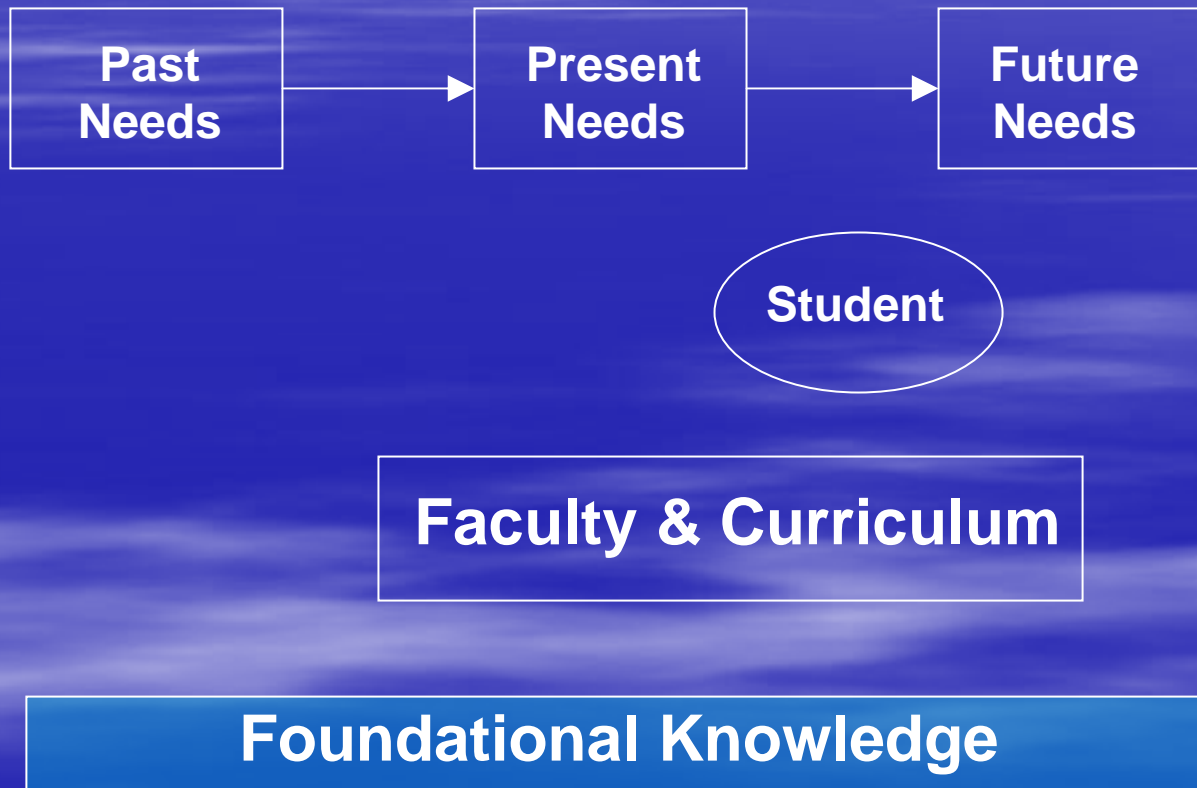 Past
Needs
Present
Needs
Future
Needs
Student
Faculty & Curriculum
Foundational Knowledge